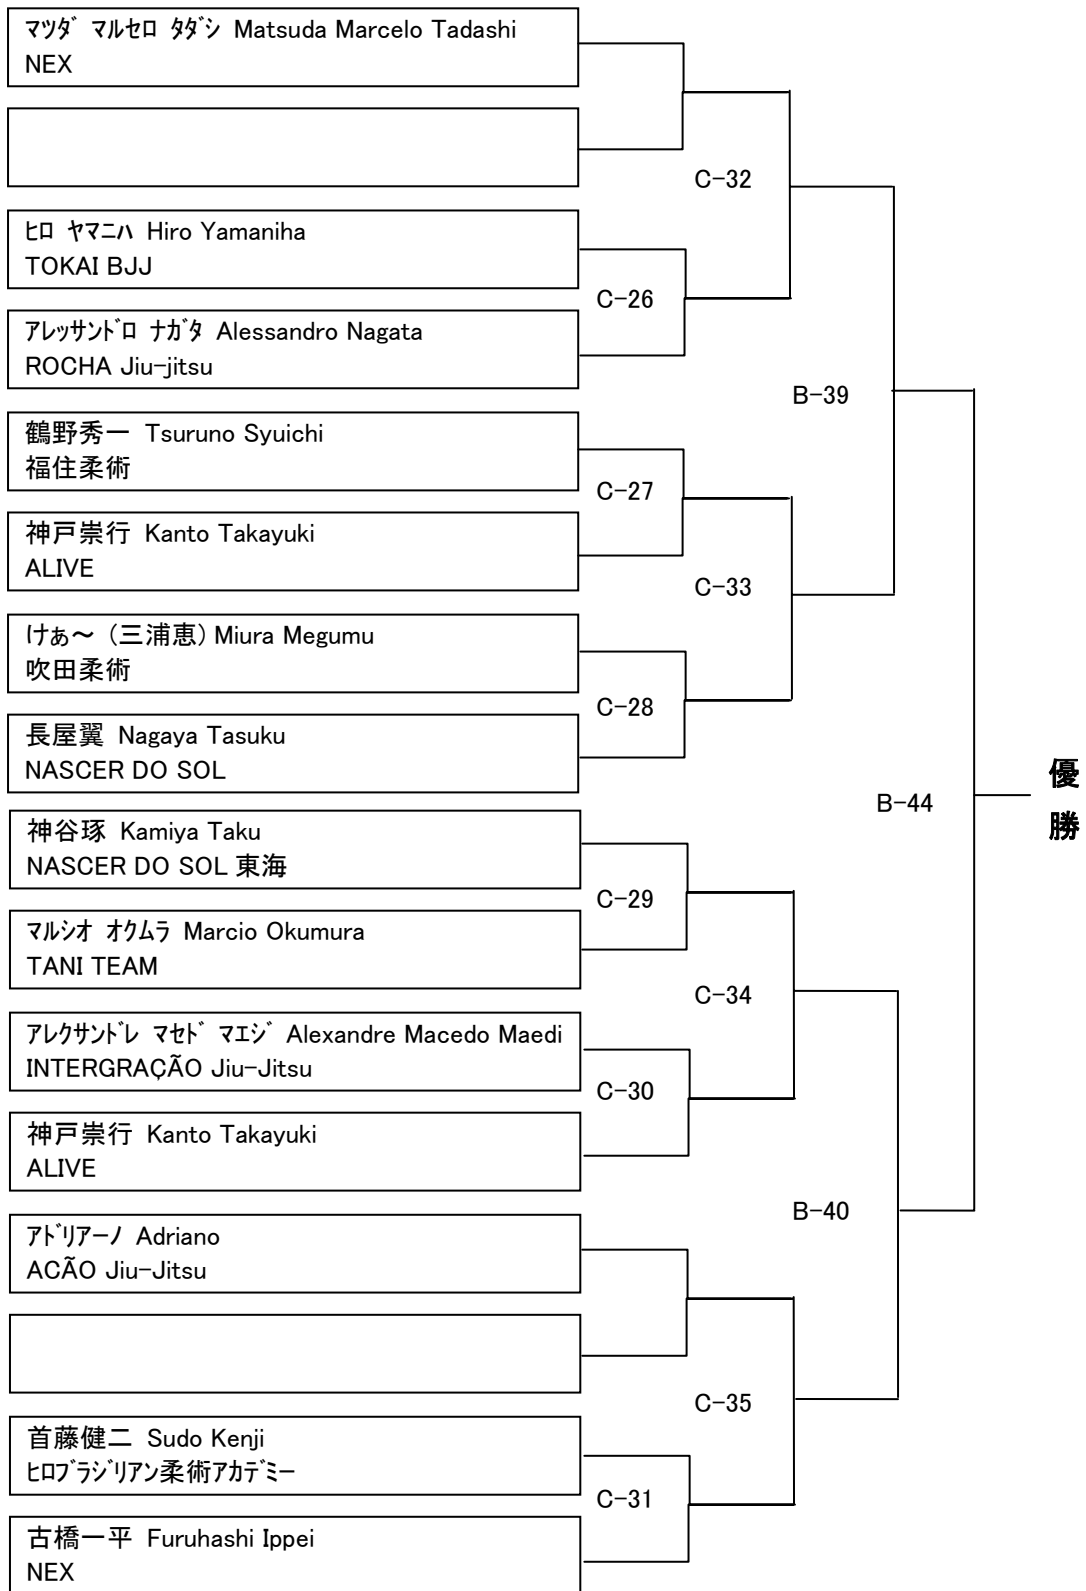 ﾏﾂﾀﾞ ﾏﾙｾﾛ ﾀﾀﾞｼ Matsuda Marcelo Tadashi
NEX
C-32
ﾋﾛ ﾔﾏﾆﾊ Hiro Yamaniha
TOKAI BJJ
C-26
ｱﾚｯｻﾝﾄﾞﾛ ﾅｶﾞﾀ Alessandro Nagata
ROCHA Jiu-jitsu
B-39
鶴野秀一 Tsuruno Syuichi
福住柔術
C-27
神戸崇行 Kanto Takayuki
ALIVE
C-33
けぁ～（三浦恵）Miura Megumu
吹田柔術
C-28
長屋翼 Nagaya Tasuku
NASCER DO SOL
B-44
優
勝
神谷琢 Kamiya Taku
NASCER DO SOL 東海
C-29
ﾏﾙｼｵ ｵｸﾑﾗ Marcio Okumura
TANI TEAM
C-34
ｱﾚｸｻﾝﾄﾞﾚ ﾏｾﾄﾞ ﾏｴｼﾞ Alexandre Macedo Maedi
INTERGRAÇÃO Jiu-Jitsu
C-30
神戸崇行 Kanto Takayuki
ALIVE
B-40
ｱﾄﾞﾘｱｰﾉ Adriano
ACÃO Jiu-Jitsu
C-35
首藤健二 Sudo Kenji
ﾋﾛﾌﾞﾗｼﾞﾘｱﾝ柔術ｱｶﾃﾞﾐｰ
C-31
古橋一平 Furuhashi Ippei
NEX